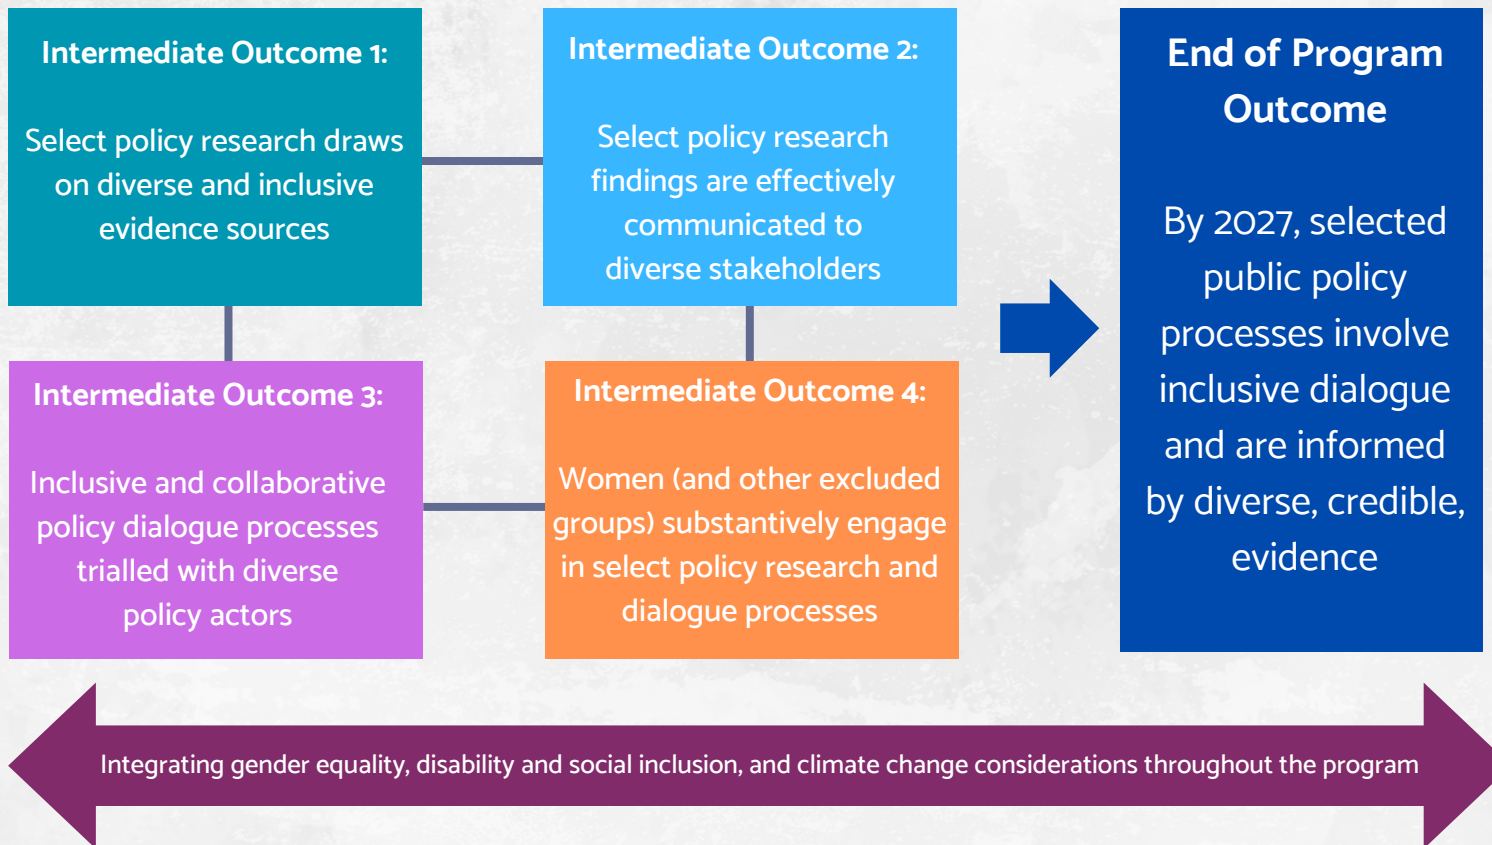 Intermediate Outcome 1:
Select policy research draws
on diverse and inclusive
evidence sources
Intermediate Outcome 2:
Select policy research
findings are effectively
communicated to
diverse stakeholders
Intermediate Outcome 3:
Inclusive and collaborative
policy dialogue processes
trialled with diverse
policy actors
Intermediate Outcome 4:
Women (and other excluded
groups) substantively engage
in select policy research and
dialogue processes
End of Program
Outcome
By 2027, selected
public policy
processes involve
inclusive dialogue
and are informed
by diverse, credible,
evidence
Integrating gender equality, disability and social inclusion, and climate change considerations throughout the program